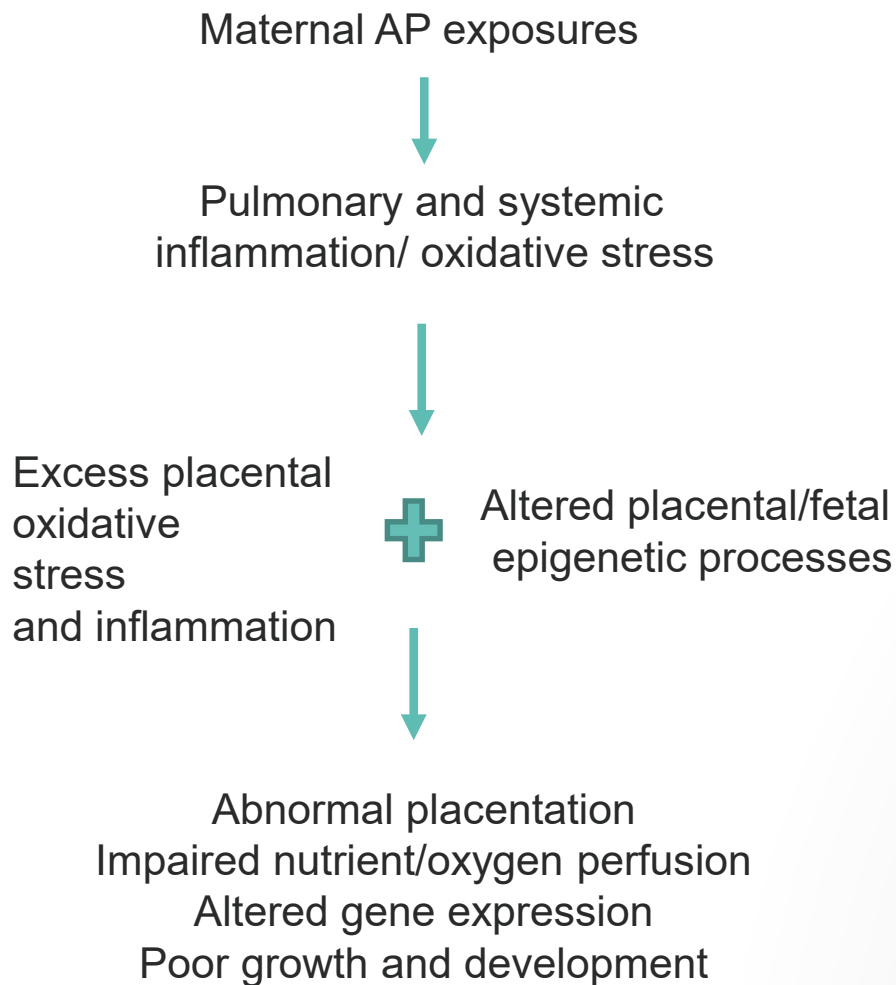 Maternal AP exposures
Pulmonary and systemic
inflammation/ oxidative stress
Excess placental
oxidative
stress
and inflammation
Altered placental/fetal
epigenetic processes
Abnormal placentation
Impaired nutrient/oxygen perfusion
Altered gene expression
Poor growth and development